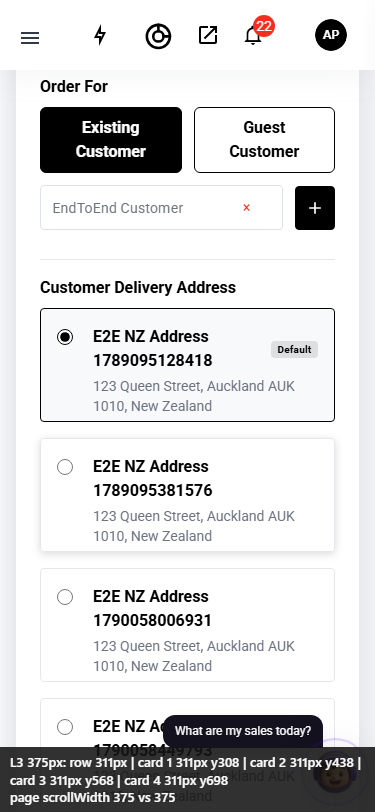 22
AP
Order For
Existing
Customer
Guest
Customer
EndToEnd Customer
×
+
Customer Delivery Address
E2E NZ Address
1789095128418
Default
123 Queen Street, Auckland AUK
1010, New Zealand
E2E NZ Address
1789095381576
123 Queen Street, Auckland AUK
1010, New Zealand
E2E NZ Address
1790058006931
123 Queen Street, Auckland AUK
1010, New Zealand
E2E NZ
1790058449793
What are my sales today?
L3 375px: row 311px | card 1 311px y308 | card 2 311px y438 |
card 3 311px y568 | card 4 311px y698
page scrollWidth 375 vs 375